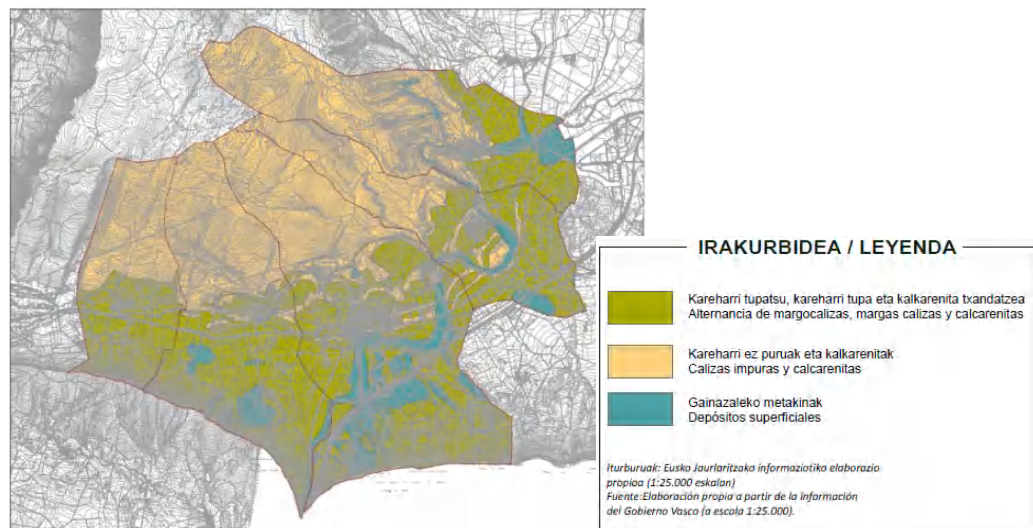 IRAKURBIDEA / LEYENDA
Kareharri tupatsu, kareharri tupa eta kalkarenita txandatzea
Alternancia de margocalizas, margas calizas y calcarenitas
Kareharri ez puruak eta kalkarenitak
Calizas impuras y calcarenitas
Gainazaleko metakinak
Depósitos superficiales
Iturburuak: Eusko Jaurlaritzako informaziotiko elaborazio
propioa (1:25.000 eskalan)
Fuente:Elaboración propia a partir de la Información
del Gobierno Vasco (a escala 1:25.000).